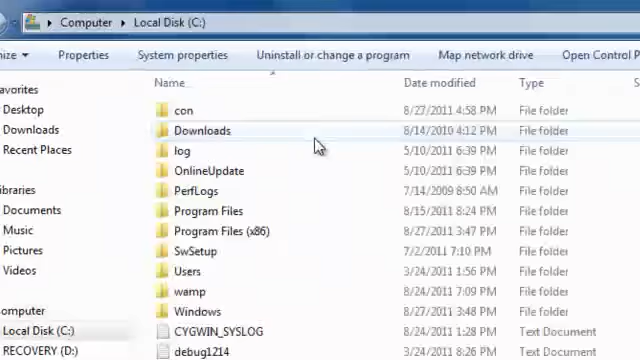 Computer ▸ Local Disk (C:)
nize ▾ Properties System properties Uninstall or change a program Map network drive Open Control P
avorites
Desktop
Downloads
Recent Places
ibraries
Documents
Music
Pictures
Videos
omputer
Local Disk (C:)
RECOVERY (D:)
Name Date modified Type S
con 8/27/2011 4:58 PM File folder
Downloads 8/14/2010 4:12 PM File folder
log 5/10/2011 6:39 PM File folder
OnlineUpdate 5/10/2011 6:39 PM File folder
PerfLogs 7/14/2009 8:50 AM File folder
Program Files 8/15/2011 8:24 PM File folder
Program Files (x86) 8/27/2011 3:47 PM File folder
SwSetup 7/2/2011 7:10 PM File folder
Users 3/24/2011 1:56 PM File folder
wamp 8/24/2011 7:09 PM File folder
Windows 8/27/2011 3:48 PM File folder
CYGWIN_SYSLOG 8/24/2011 1:28 PM Text Document
debug1214 3/24/2011 8:26 PM Text Document